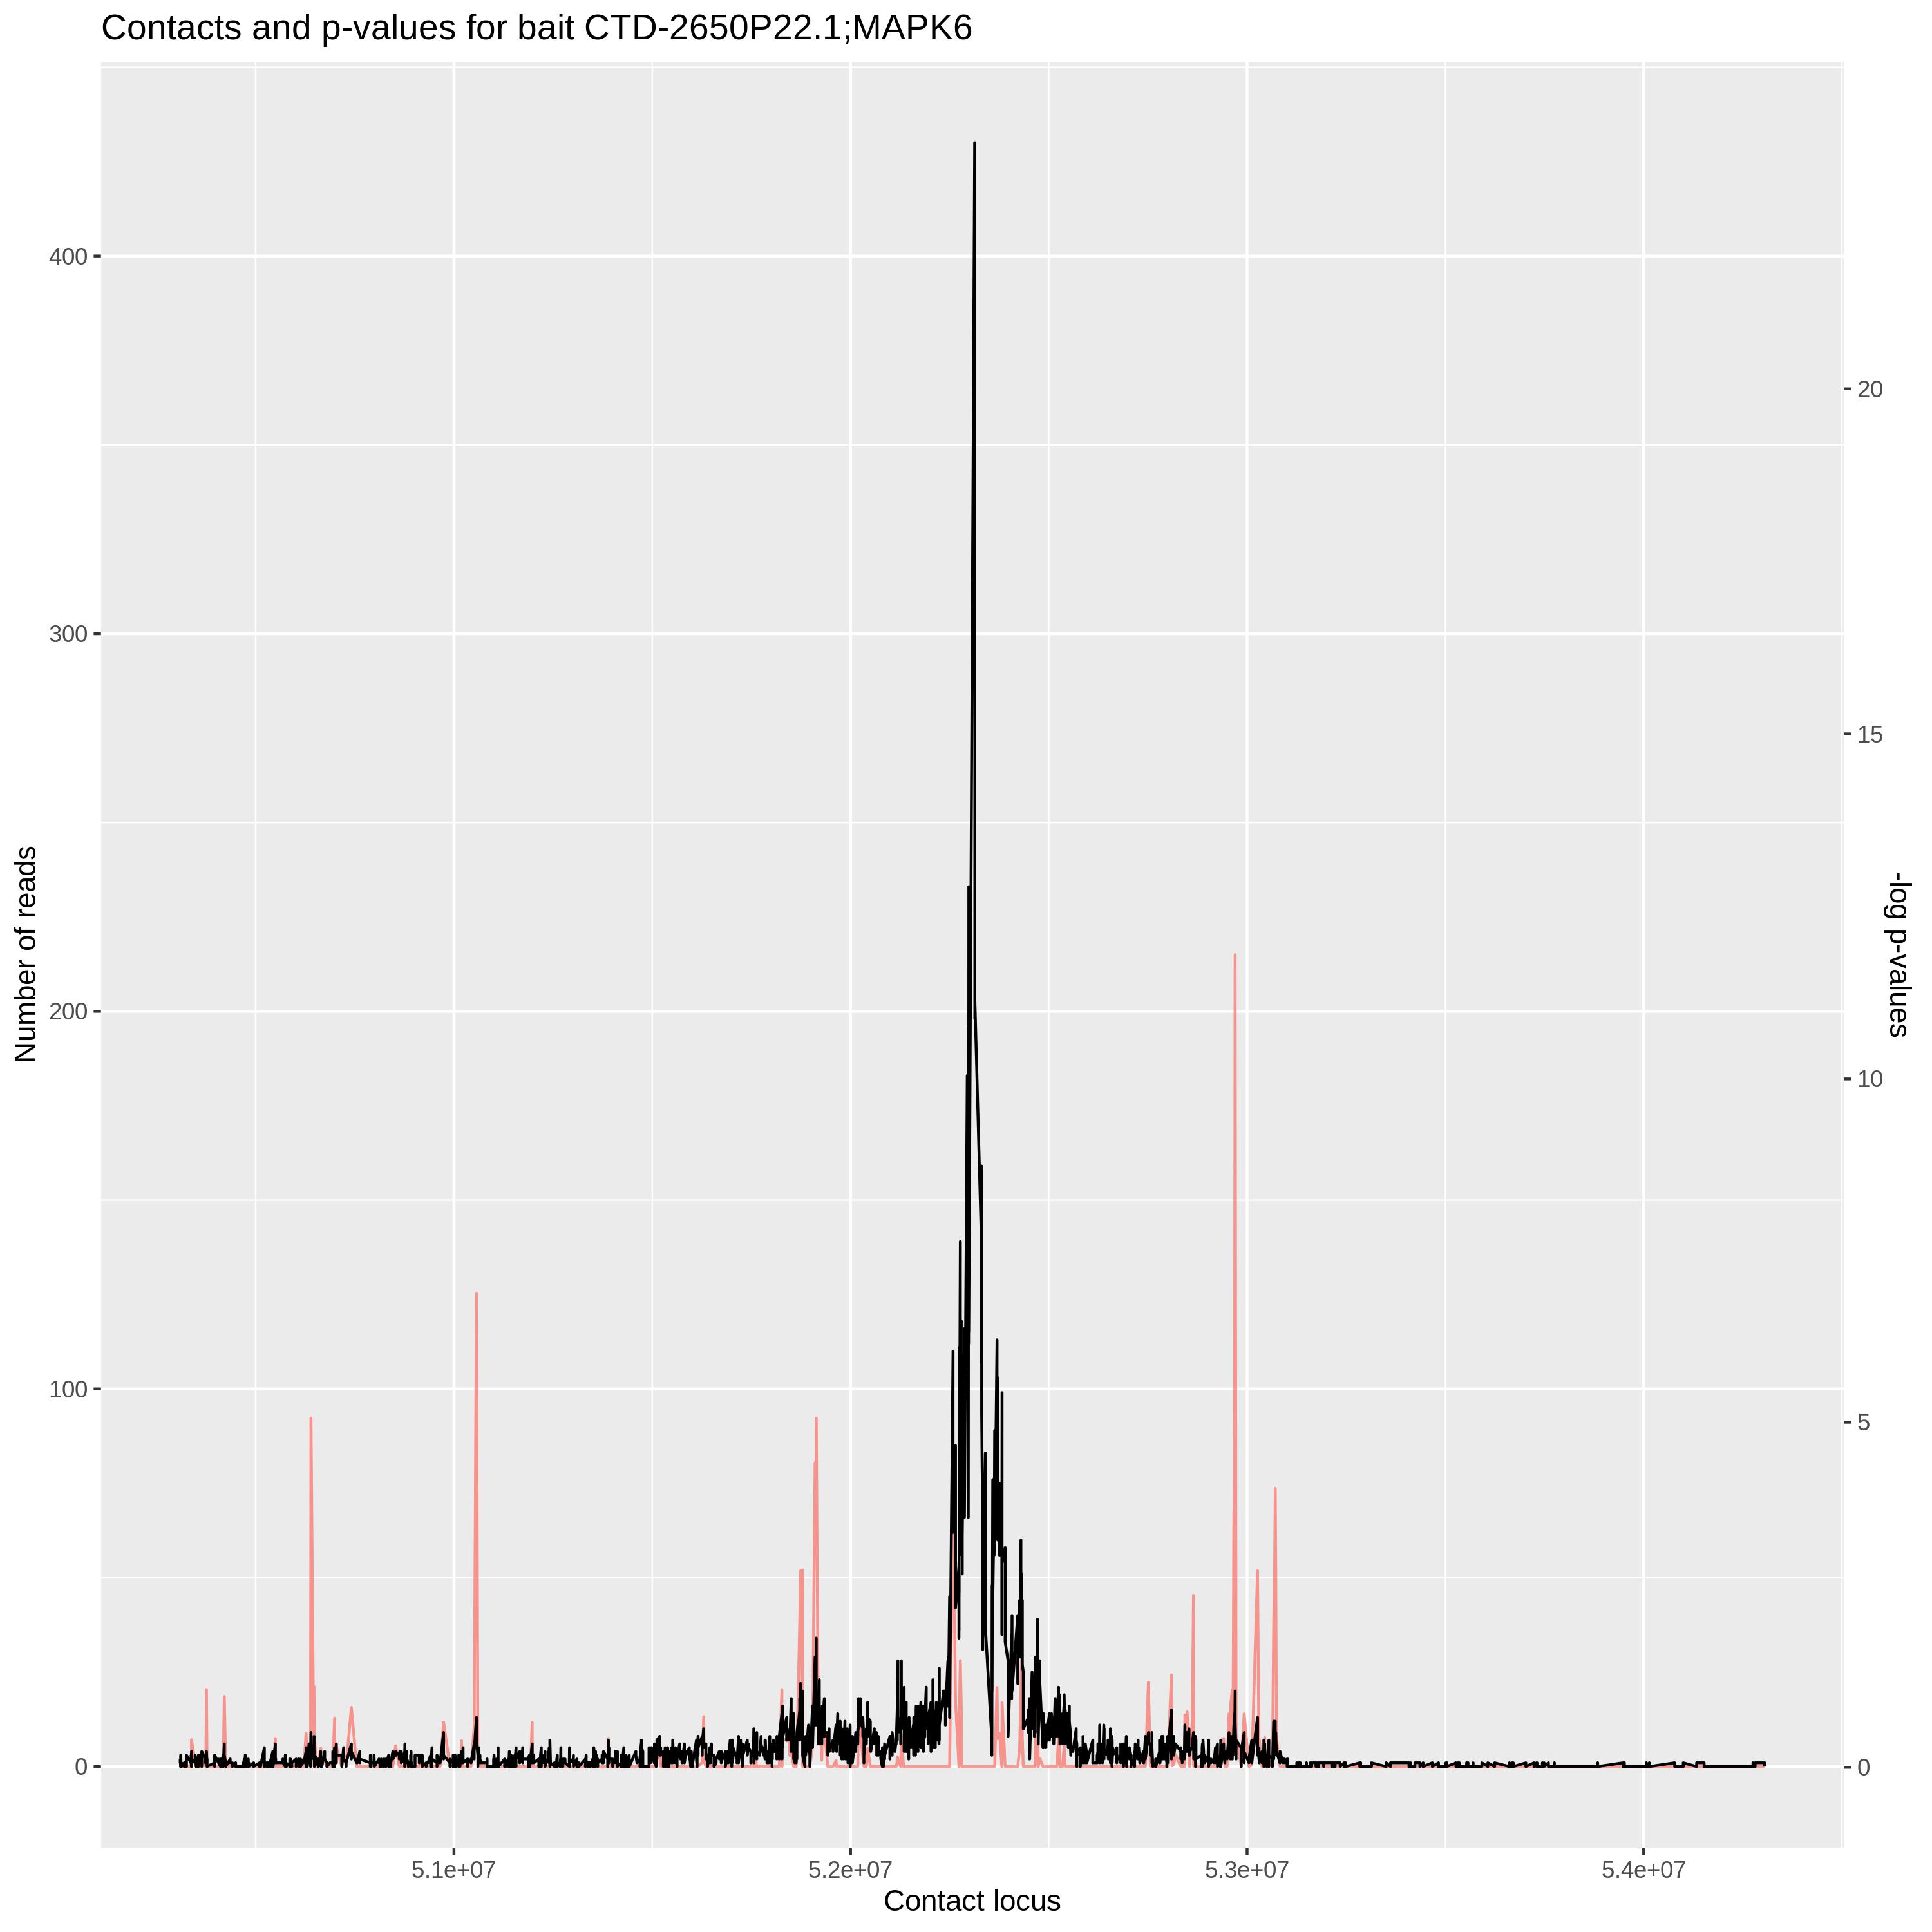 Contacts and p-values for bait CTD-2650P22.1;MAPK6
400
300
200
100
0
Number of reads
20
15
10
5
0
-log p-values
5.1e+07
5.2e+07
5.3e+07
5.4e+07
Contact locus